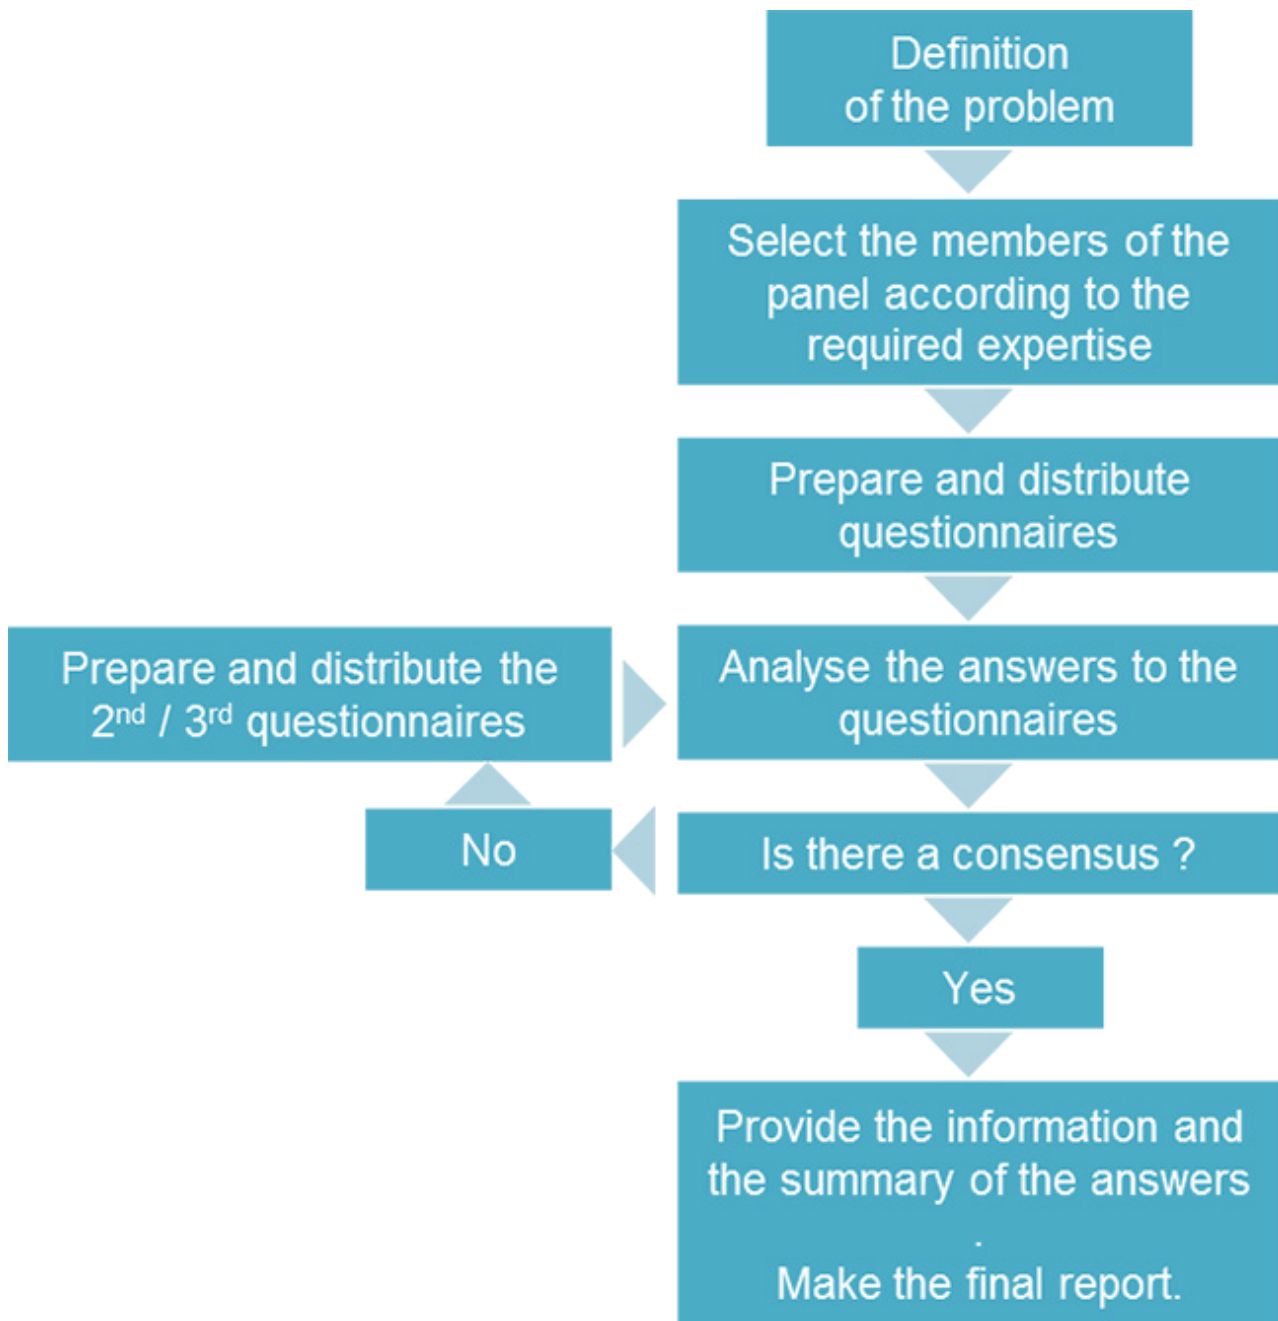 Definition
of the problem
Select the members of the
panel according to the
required expertise
Prepare and distribute
questionnaires
Prepare and distribute the
2nd / 3rd questionnaires
Analyse the answers to the
questionnaires
No
Is there a consensus ?
Yes
Provide the information and
the summary of the answers
.
Make the final report.